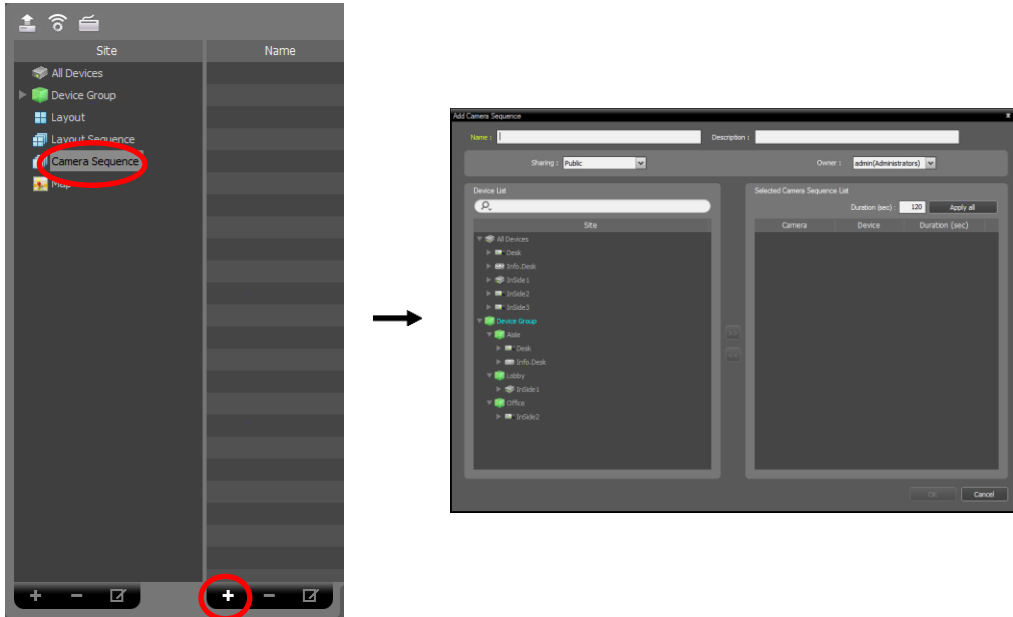 Site
Name
All Devices
Device Group
Layout
Layout Sequence
Camera Sequence
Map
Add Camera Sequence
x
Name :
Description :
Sharing : Public
Owner : admin(Administrators)
Device List
Selected Camera Sequence List
Duration (sec) : 120 Apply all
Site
Camera Device Duration (sec)
All Devices
Desk
Info.Desk
InSide1
InSide2
InSide3
Device Group
Aisle
Desk
Info.Desk
Lobby
InSide1
Office
InSide2
>>
<<
OK Cancel